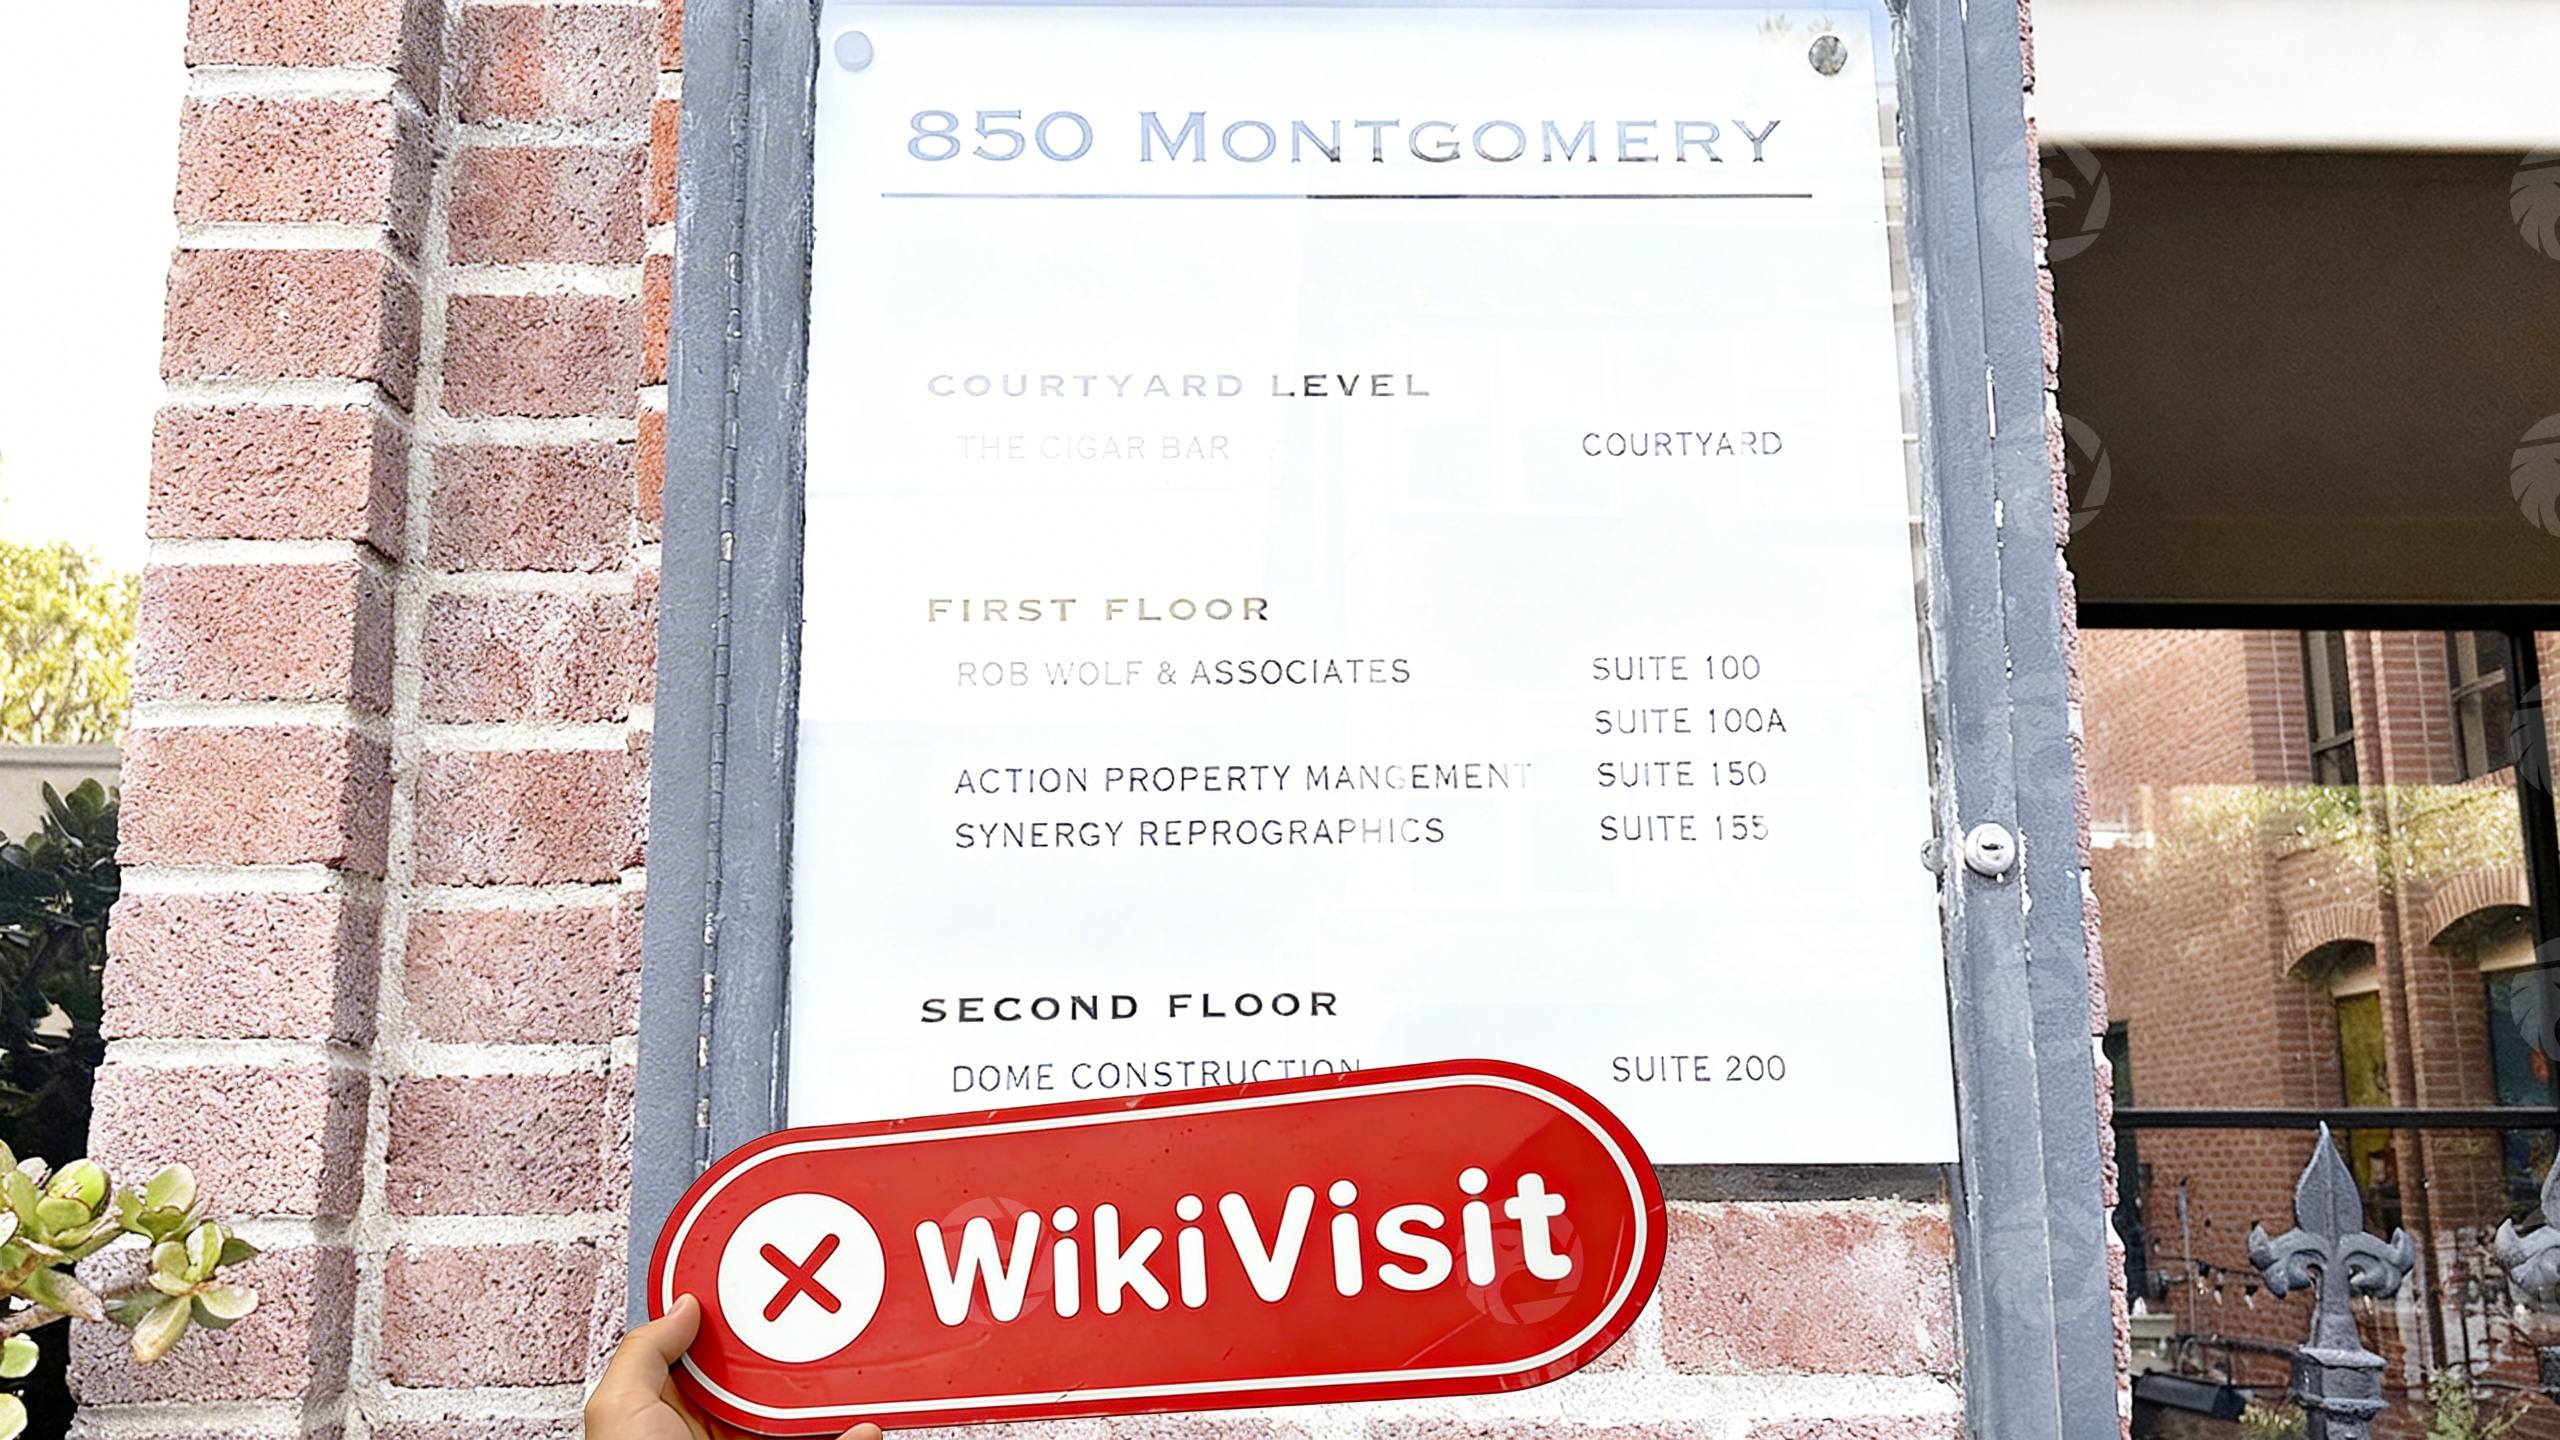 850 MONTGOMERY
COURTYARD LEVEL
THE CIGAR BAR COURTYARD
FIRST FLOOR
ROB WOLF & ASSOCIATES SUITE 100
SUITE 100A
ACTION PROPERTY MANGEMENT SUITE 150
SYNERGY REPROGRAPHICS SUITE 155
SECOND FLOOR
DOME CONSTRUCTION SUITE 200
WikiVisit